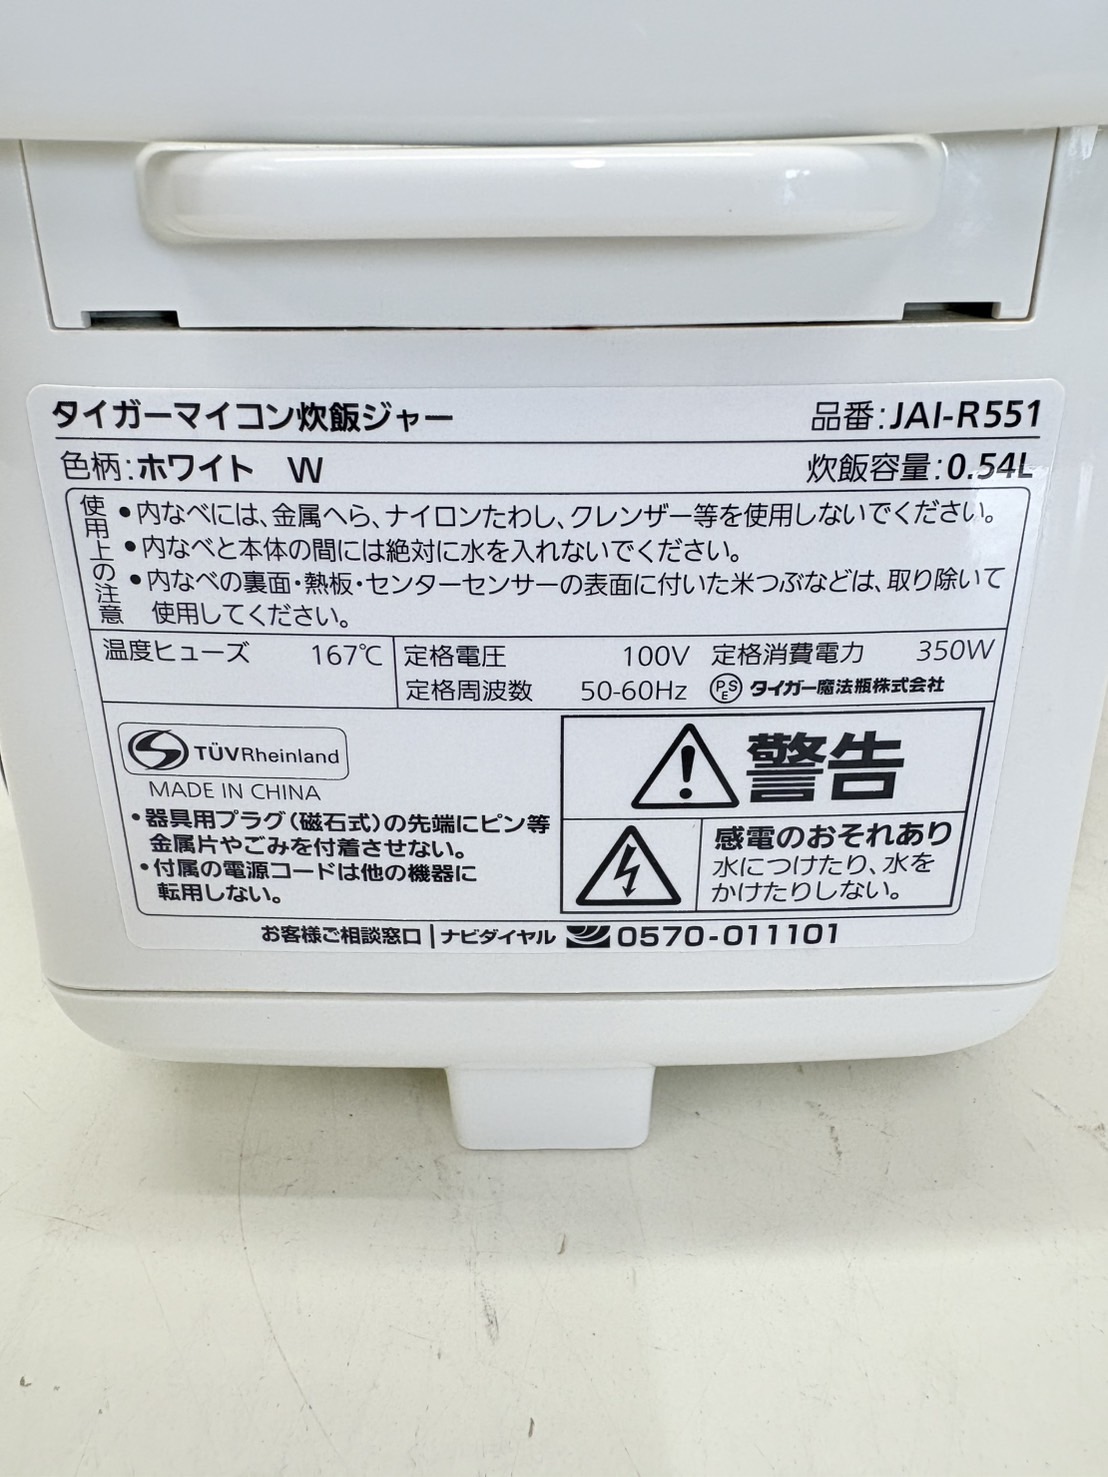 タイガーマイコン炊飯ジャー 品番:JAI-R551
色柄:ホワイト W 炊飯容量:0.54L
使用上の注意
•内なべには、金属へら、ナイロンたわし、クレンザー等を使用しないでください。
•内なべと本体の間には絶対に水を入れないでください。
•内なべの裏面・熱板・センターセンサーの表面に付いた米つぶなどは、取り除いて
使用してください。
温度ヒューズ 167℃ 定格電圧 100V 定格消費電力 350W
定格周波数 50-60Hz PSE タイガー魔法瓶株式会社
TÜVRheinland
MADE IN CHINA
•器具用プラグ(磁石式)の先端にピン等
金属片やごみを付着させない。
•付属の電源コードは他の機器に
転用しない。
警告
感電のおそれあり
水につけたり、水を
かけたりしない。
お客様ご相談窓口|ナビダイヤル 0570-011101